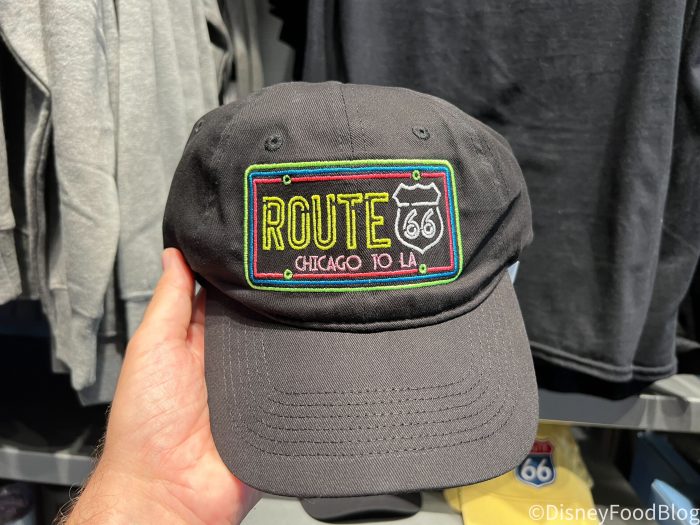 ROUTE 66
CHICAGO TO LA
66
©DisneyFoodBlog